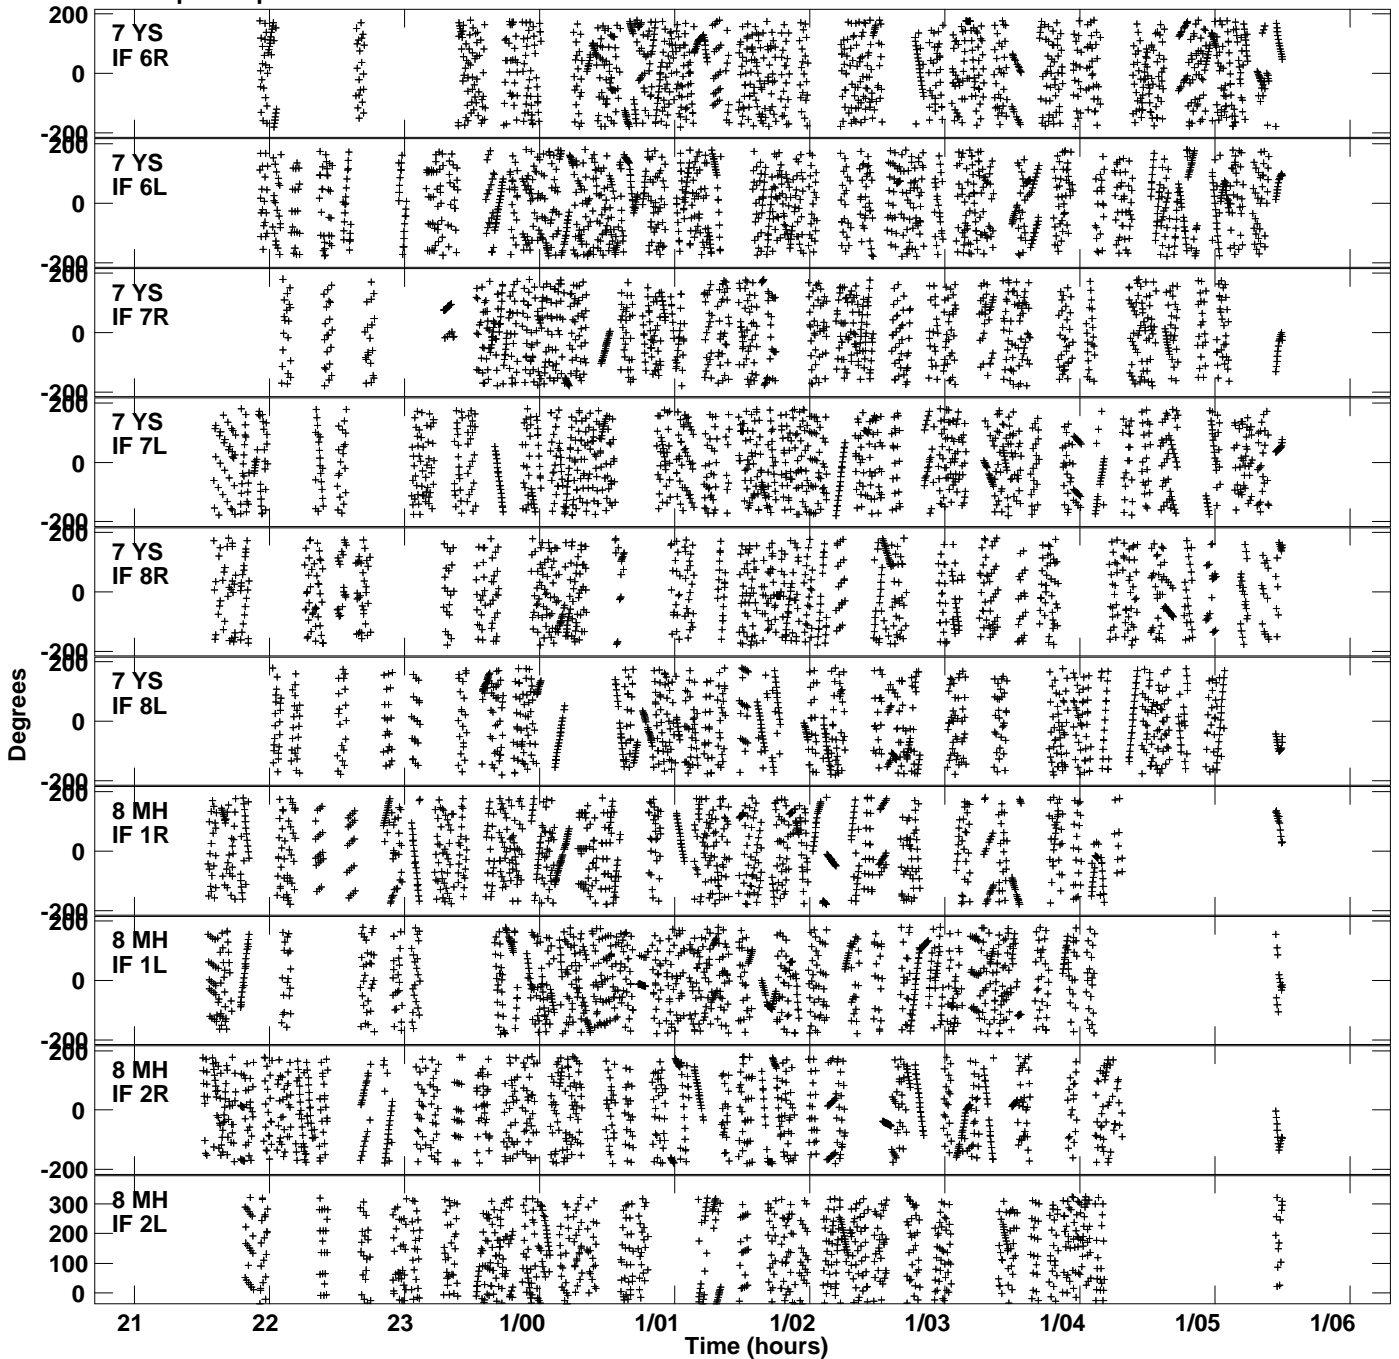 200
7 YS
IF 6R
0
-200
200
7 YS
IF 6L
0
-200
200
7 YS
IF 7R
0
-200
200
7 YS
IF 7L
0
-200
200
7 YS
IF 8R
0
-200
200
7 YS
IF 8L
0
-200
200
8 MH
IF 1R
0
-200
200
8 MH
IF 1L
0
-200
200
8 MH
IF 2R
0
-200
8 MH
IF 2L
300
200
100
0
Degrees
21 22 23 1/00 1/01 1/02 1/03 1/04 1/05 1/06
Time (hours)